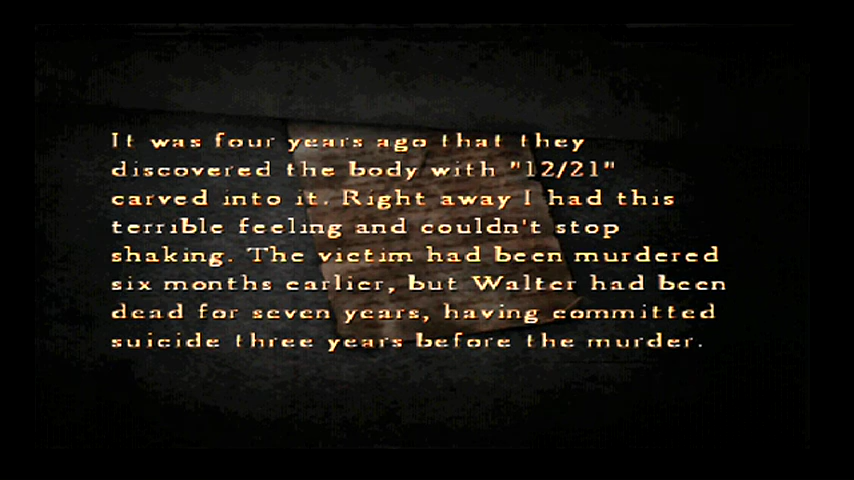 It was four years ago that they
discovered the body with "12/21"
carved into it. Right away I had this
terrible feeling and couldn't stop
shaking. The victim had been murdered
six months earlier, but Walter had been
dead for seven years, having committed
suicide three years before the murder.